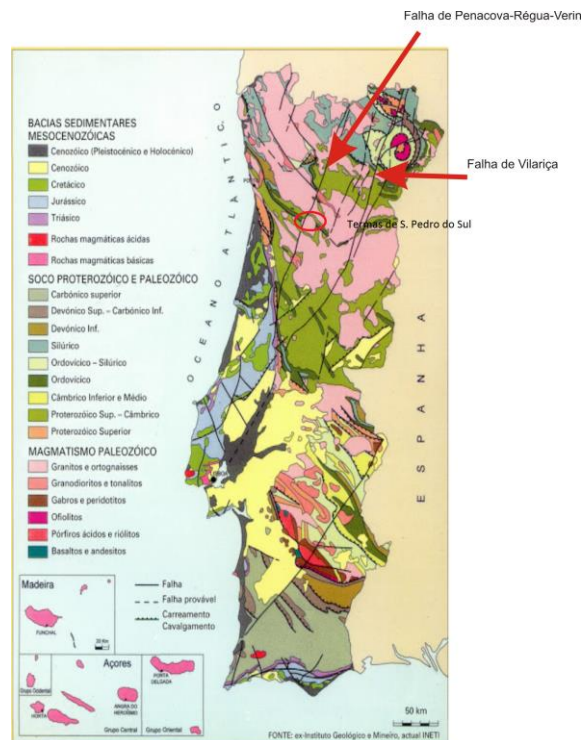 Falha de Penacova-Régua-Verin
Falha de Vilariça
Termas de S. Pedro do Sul
OCEANO ATLÂNTICO
ESPANHA
BACIAS SEDIMENTARES
MESOCENOZÓICAS
Cenozóico (Pleistocénico e Holocénico)
Cenozóico
Cretácico
Jurássico
Triásico
Rochas magmáticas ácidas
Rochas magmáticas básicas
SOCO PROTEROZÓICO E PALEOZÓICO
Carbónico superior
Devónico Sup. – Carbónico Inf.
Devónico Inf.
Silúrico
Ordovícico – Silúrico
Ordovícico
Câmbrico Inferior e Médio
Proterozóico Sup. – Câmbrico
Proterozóico Superior
MAGMATISMO PALEOZÓICO
Granitos e ortognaisses
Granodioritos e tonalitos
Gabros e peridotitos
Ofiolitos
Pórfiros ácidos e riólitos
Basaltos e andesitos
Falha
Falha provável
Carreamento
Cavalgamento
Madeira
FUNCHAL
20 Km
Açores
Grupo Ocidental
HORTA
ANGRA DO
HEROÍSMO
PONTA
DELGADA
Grupo Central
Grupo Oriental
50 km
FONTE: ex-Instituto Geológico e Mineiro, actual INETI